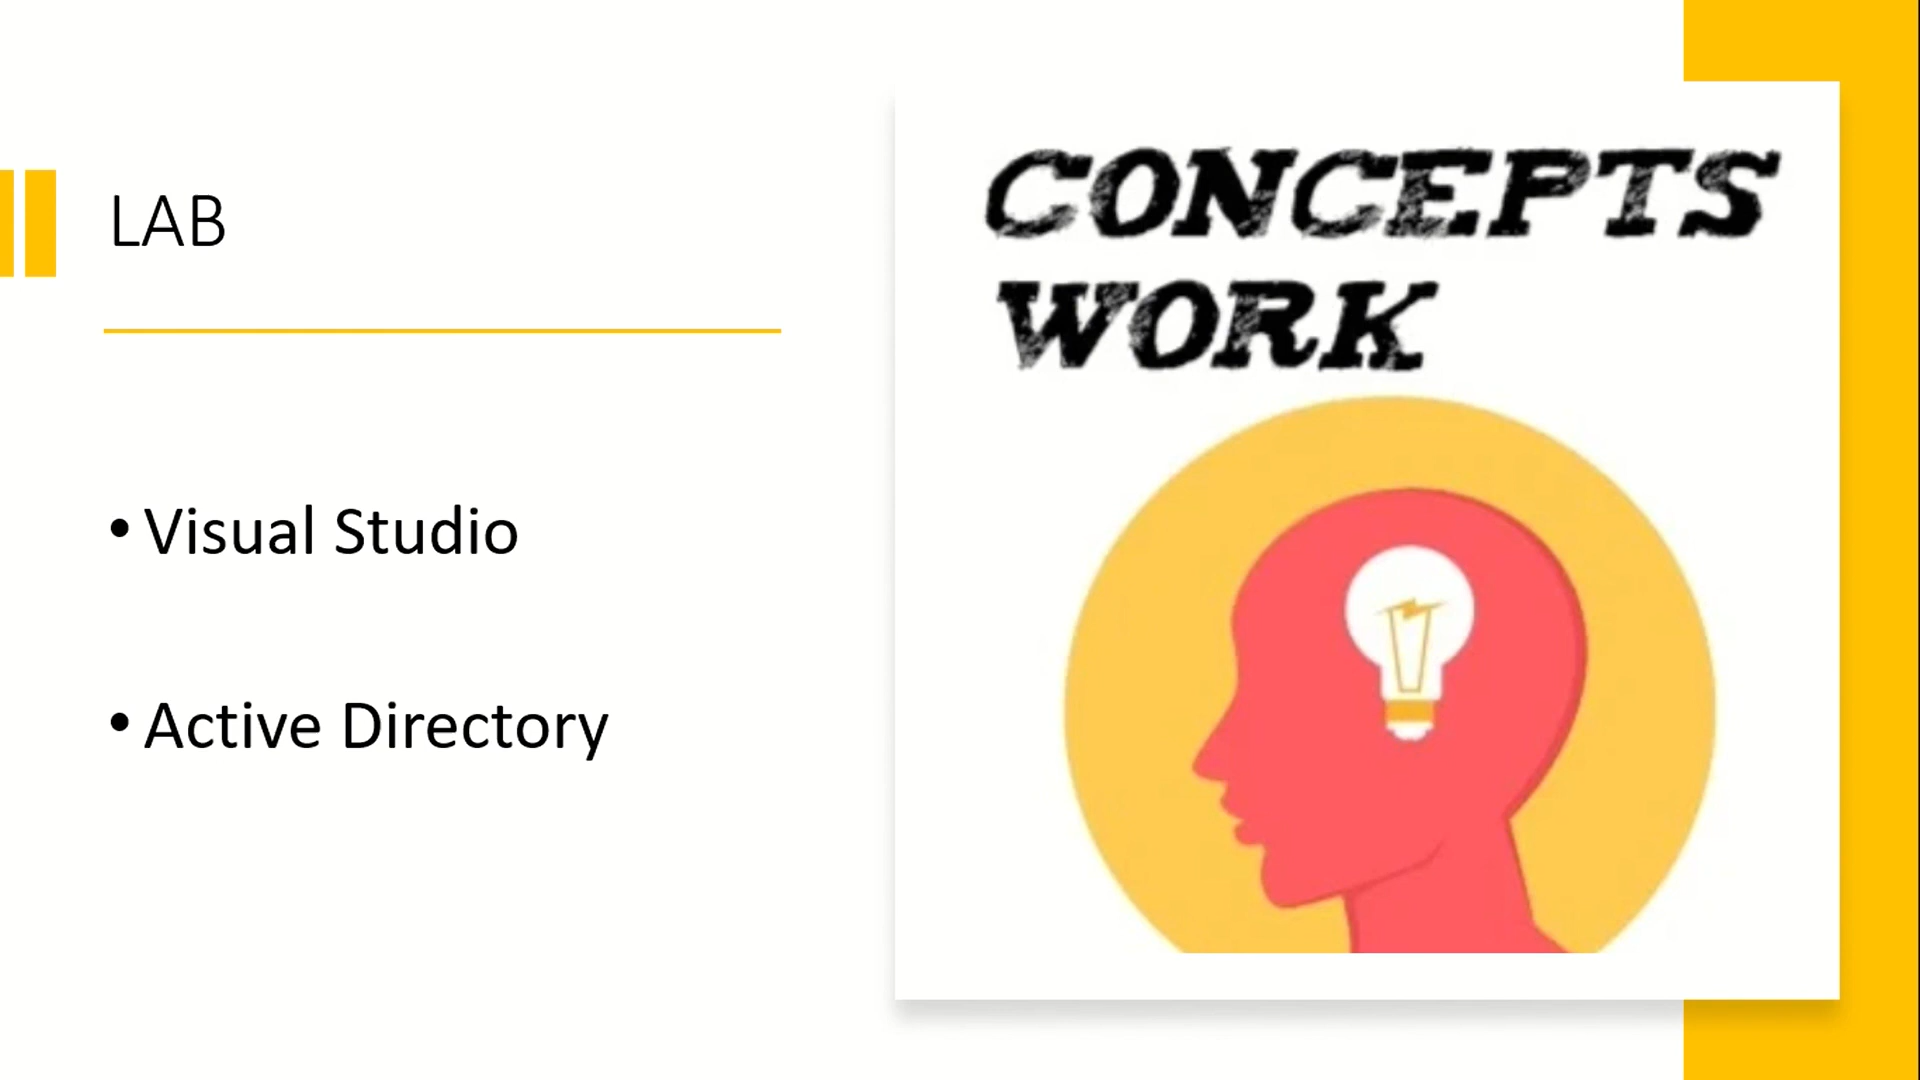 LAB
• Visual Studio
• Active Directory
CONCEPTS
WORK